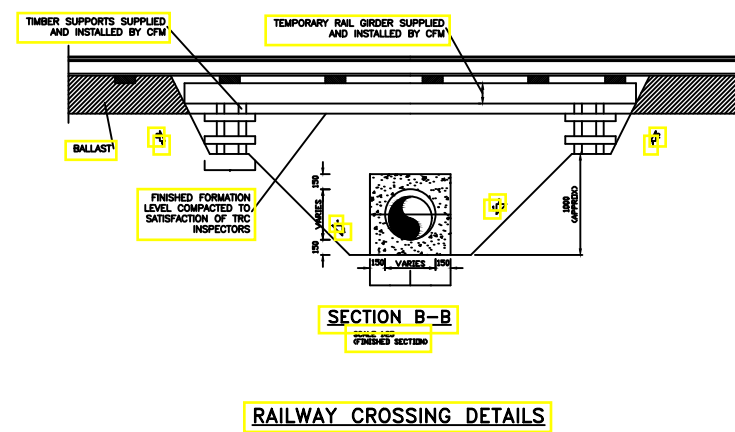 TIMBER SUPPORTS SUPPLIED
AND INSTALLED BY CFM
TEMPORARY RAIL GIRDER SUPPLIED
AND INSTALLED BY CFM
BALLAST
FINISHED FORMATION
LEVEL COMPACTED TO
SATISFACTION OF TRC
INSPECTORS
150
VARIES
150
1000
(APPROX)
150 VARIES 150
SECTION B-B
(FINISHED SECTION)
RAILWAY CROSSING DETAILS